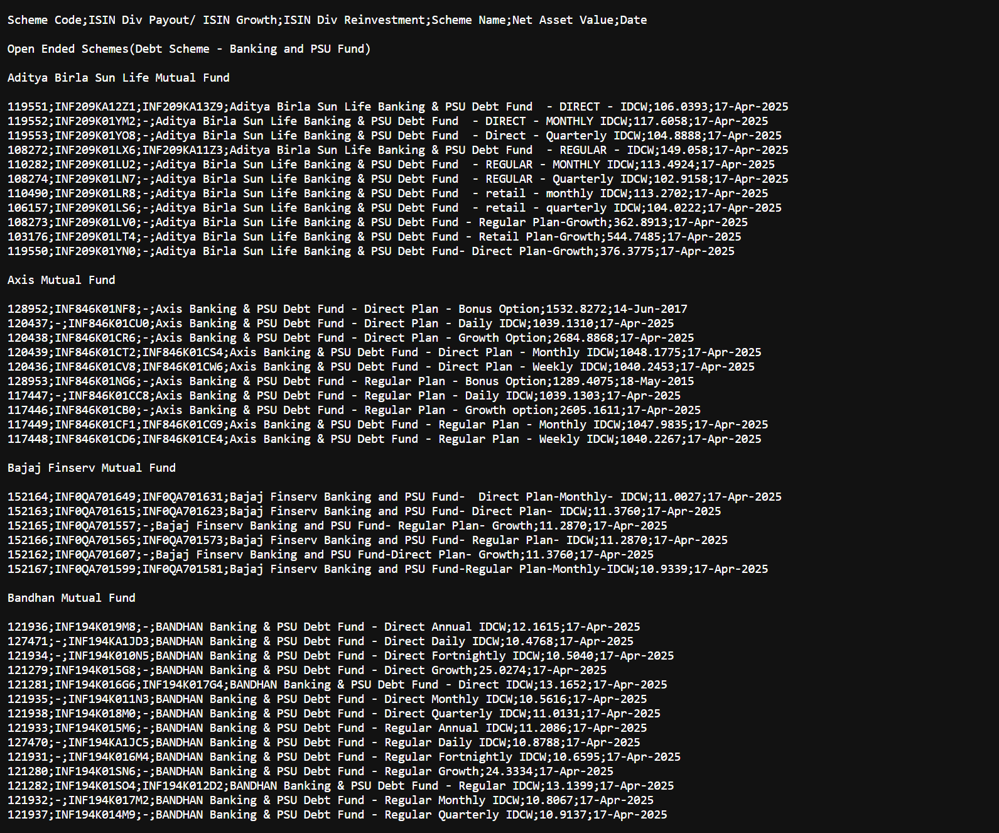 Scheme Code;ISIN Div Payout/ ISIN Growth;ISIN Div Reinvestment;Scheme Name;Net Asset Value;Date
Open Ended Schemes(Debt Scheme - Banking and PSU Fund)
Aditya Birla Sun Life Mutual Fund
119551;INF209KA12Z1;INF209KA13Z9;Aditya Birla Sun Life Banking & PSU Debt Fund  - DIRECT - IDCW;106.0393;17-Apr-2025
119552;INF209K01YM2;-;Aditya Birla Sun Life Banking & PSU Debt Fund  - DIRECT - MONTHLY IDCW;117.6058;17-Apr-2025
119553;INF209K01YO8;-;Aditya Birla Sun Life Banking & PSU Debt Fund  - Direct - Quarterly IDCW;104.8888;17-Apr-2025
108272;INF209K01LX6;INF209KA11Z3;Aditya Birla Sun Life Banking & PSU Debt Fund  - REGULAR - IDCW;149.058;17-Apr-2025
110282;INF209K01LU2;-;Aditya Birla Sun Life Banking & PSU Debt Fund  - REGULAR - MONTHLY IDCW;113.4924;17-Apr-2025
108274;INF209K01LN7;-;Aditya Birla Sun Life Banking & PSU Debt Fund  - REGULAR - Quarterly IDCW;102.9158;17-Apr-2025
110490;INF209K01LR8;-;Aditya Birla Sun Life Banking & PSU Debt Fund  - retail - monthly IDCW;113.2702;17-Apr-2025
106157;INF209K01LS6;-;Aditya Birla Sun Life Banking & PSU Debt Fund  - retail - quarterly IDCW;104.0222;17-Apr-2025
108273;INF209K01LV0;-;Aditya Birla Sun Life Banking & PSU Debt Fund - Regular Plan-Growth;362.8913;17-Apr-2025
103176;INF209K01LT4;-;Aditya Birla Sun Life Banking & PSU Debt Fund - Retail Plan-Growth;544.7485;17-Apr-2025
119550;INF209K01YN0;-;Aditya Birla Sun Life Banking & PSU Debt Fund- Direct Plan-Growth;376.3775;17-Apr-2025
Axis Mutual Fund
128952;INF846K01NF8;-;Axis Banking & PSU Debt Fund - Direct Plan - Bonus Option;1532.8272;14-Jun-2017
120437;-;INF846K01CU0;Axis Banking & PSU Debt Fund - Direct Plan - Daily IDCW;1039.1310;17-Apr-2025
120438;INF846K01CR6;-;Axis Banking & PSU Debt Fund - Direct Plan - Growth Option;2684.8868;17-Apr-2025
120439;INF846K01CT2;INF846K01CS4;Axis Banking & PSU Debt Fund - Direct Plan - Monthly IDCW;1048.1775;17-Apr-2025
120436;INF846K01CV8;INF846K01CW6;Axis Banking & PSU Debt Fund - Direct Plan - Weekly IDCW;1040.2453;17-Apr-2025
128953;INF846K01NG6;-;Axis Banking & PSU Debt Fund - Regular Plan - Bonus Option;1289.4075;18-May-2015
117447;-;INF846K01CC8;Axis Banking & PSU Debt Fund - Regular Plan - Daily IDCW;1039.1303;17-Apr-2025
117446;INF846K01CB0;-;Axis Banking & PSU Debt Fund - Regular Plan - Growth option;2605.1611;17-Apr-2025
117449;INF846K01CF1;INF846K01CG9;Axis Banking & PSU Debt Fund - Regular Plan - Monthly IDCW;1047.9835;17-Apr-2025
117448;INF846K01CD6;INF846K01CE4;Axis Banking & PSU Debt Fund - Regular Plan - Weekly IDCW;1040.2267;17-Apr-2025
Bajaj Finserv Mutual Fund
152164;INF0QA701649;INF0QA701631;Bajaj Finserv Banking and PSU Fund-  Direct Plan-Monthly- IDCW;11.0027;17-Apr-2025
152163;INF0QA701615;INF0QA701623;Bajaj Finserv Banking and PSU Fund- Direct Plan- IDCW;11.3760;17-Apr-2025
152165;INF0QA701557;-;Bajaj Finserv Banking and PSU Fund- Regular Plan- Growth;11.2870;17-Apr-2025
152166;INF0QA701565;INF0QA701573;Bajaj Finserv Banking and PSU Fund- Regular Plan- IDCW;11.2870;17-Apr-2025
152162;INF0QA701607;-;Bajaj Finserv Banking and PSU Fund-Direct Plan- Growth;11.3760;17-Apr-2025
152167;INF0QA701599;INF0QA701581;Bajaj Finserv Banking and PSU Fund-Regular Plan-Monthly-IDCW;10.9339;17-Apr-2025
Bandhan Mutual Fund
121936;INF194K019M8;-;BANDHAN Banking & PSU Debt Fund - Direct Annual IDCW;12.1615;17-Apr-2025
127471;-;INF194KA1JD3;BANDHAN Banking & PSU Debt Fund - Direct Daily IDCW;10.4768;17-Apr-2025
121934;-;INF194K010N5;BANDHAN Banking & PSU Debt Fund - Direct Fortnightly IDCW;10.5040;17-Apr-2025
121279;INF194K015G8;-;BANDHAN Banking & PSU Debt Fund - Direct Growth;25.0274;17-Apr-2025
121281;INF194K016G6;INF194K017G4;BANDHAN Banking & PSU Debt Fund - Direct IDCW;13.1652;17-Apr-2025
121935;-;INF194K011N3;BANDHAN Banking & PSU Debt Fund - Direct Monthly IDCW;10.5616;17-Apr-2025
121938;INF194K018M0;-;BANDHAN Banking & PSU Debt Fund - Direct Quarterly IDCW;11.0131;17-Apr-2025
121933;INF194K015M6;-;BANDHAN Banking & PSU Debt Fund - Regular Annual IDCW;11.2086;17-Apr-2025
127470;-;INF194KA1JC5;BANDHAN Banking & PSU Debt Fund - Regular Daily IDCW;10.8788;17-Apr-2025
121931;-;INF194K016M4;BANDHAN Banking & PSU Debt Fund - Regular Fortnightly IDCW;10.6595;17-Apr-2025
121280;INF194K01SN6;-;BANDHAN Banking & PSU Debt Fund - Regular Growth;24.3334;17-Apr-2025
121282;INF194K01SO4;INF194K012D2;BANDHAN Banking & PSU Debt Fund - Regular IDCW;13.1399;17-Apr-2025
121932;-;INF194K017M2;BANDHAN Banking & PSU Debt Fund - Regular Monthly IDCW;10.8067;17-Apr-2025
121937;INF194K014M9;-;BANDHAN Banking & PSU Debt Fund - Regular Quarterly IDCW;10.9137;17-Apr-2025